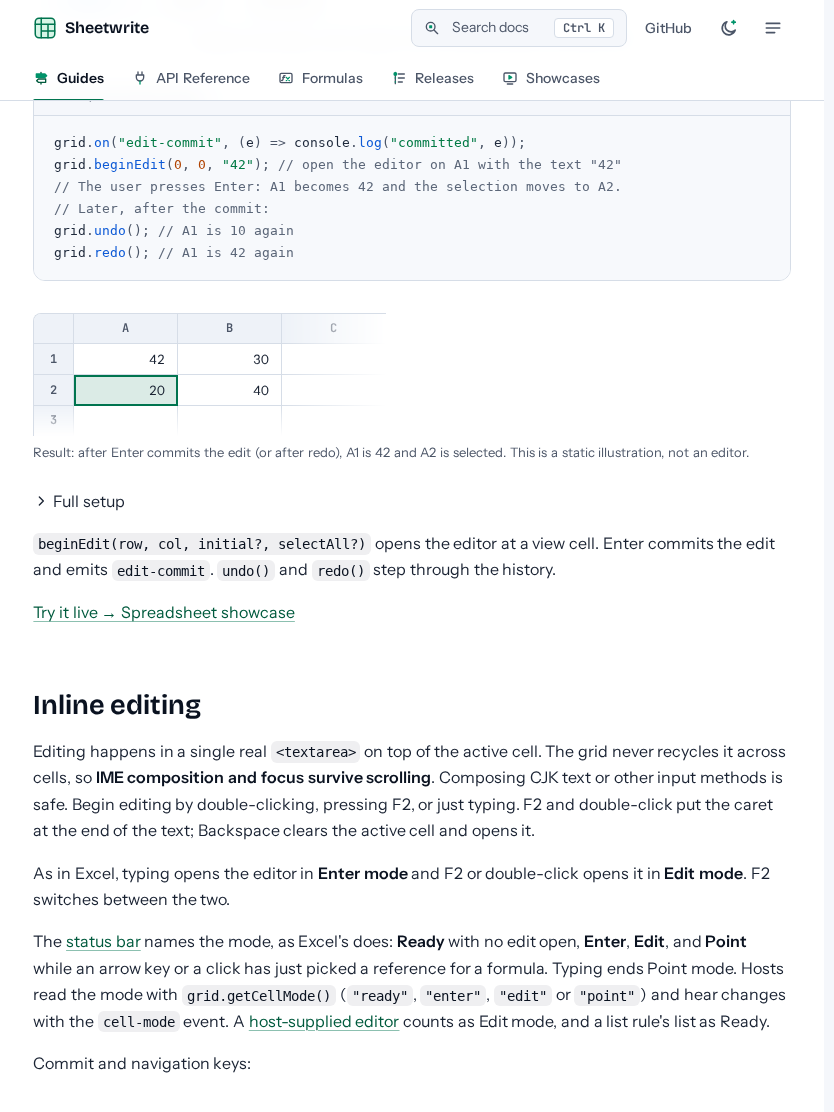 Sheetwrite
Search docs
Ctrl K
GitHub
Guides
API Reference
Formulas
Releases
Showcases
grid.on("edit-commit", (e) => console.log("committed", e));
grid.beginEdit(0, 0, "42"); // open the editor on A1 with the text "42"
// The user presses Enter: A1 becomes 42 and the selection moves to A2.
// Later, after the commit:
grid.undo(); // A1 is 10 again
grid.redo(); // A1 is 42 again
A B C
1 42 30
2 20 40
3
Result: after Enter commits the edit (or after redo), A1 is 42 and A2 is selected. This is a static illustration, not an editor.
Full setup
beginEdit(row, col, initial?, selectAll?) opens the editor at a view cell. Enter commits the edit
and emits edit-commit. undo() and redo() step through the history.
Try it live → Spreadsheet showcase
Inline editing
Editing happens in a single real <textarea> on top of the active cell. The grid never recycles it across
cells, so IME composition and focus survive scrolling. Composing CJK text or other input methods is
safe. Begin editing by double-clicking, pressing F2, or just typing. F2 and double-click put the caret
at the end of the text; Backspace clears the active cell and opens it.
As in Excel, typing opens the editor in Enter mode and F2 or double-click opens it in Edit mode. F2
switches between the two.
The status bar names the mode, as Excel's does: Ready with no edit open, Enter, Edit, and Point
while an arrow key or a click has just picked a reference for a formula. Typing ends Point mode. Hosts
read the mode with grid.getCellMode() ("ready", "enter", "edit" or "point") and hear changes
with the cell-mode event. A host-supplied editor counts as Edit mode, and a list rule's list as Ready.
Commit and navigation keys: